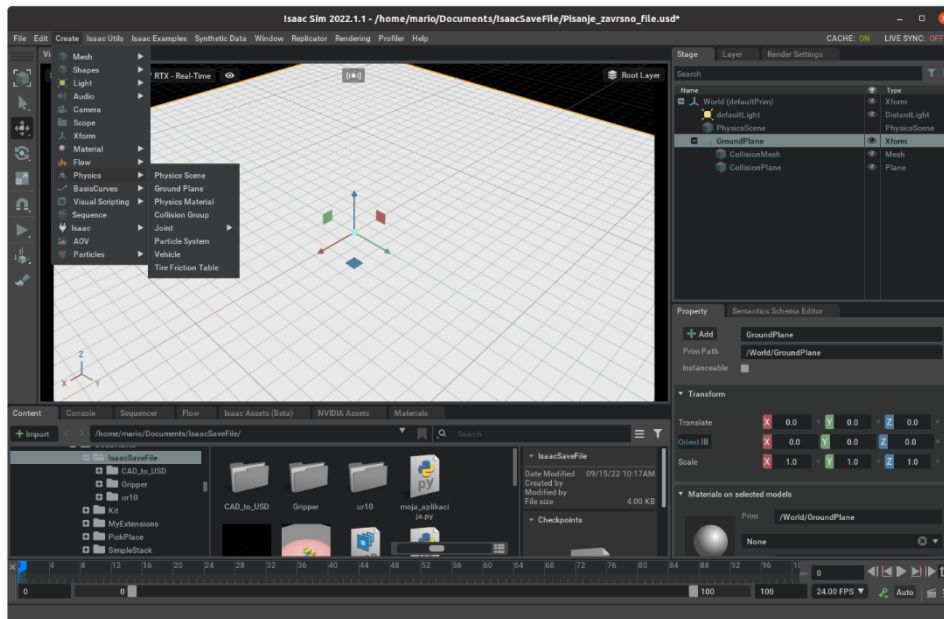 Isaac Sim 2022.1.1 - /home/mario/Documents/IsaacSaveFile/Pisanje_zavrsno_file.usd*
File Edit Create Isaac Utils Isaac Examples Synthetic Data Window Replicator Rendering Profiler Help
CACHE: ON LIVE SYNC: OFF
Mesh
Shapes
Light
Audio
Camera
Scope
Xform
Material
Flow
Physics
BasisCurves
Visual Scripting
Sequence
Isaac
AOV
Particles
Physics Scene
Ground Plane
Physics Material
Collision Group
Joint
Particle System
Vehicle
Tire Friction Table
RTX - Real-Time
Root Layer
Z
X
Y
Stage Layer Render Settings
Search
Name Type
World (defaultPrim) Xform
defaultLight DistantLight
PhysicsScene PhysicsScene
GroundPlane Xform
CollisionMesh Mesh
CollisionPlane Plane
Property Semantics Schema Editor
Add GroundPlane
Prim Path /World/GroundPlane
Instanceable
Transform
Translate X 0.0 Y 0.0 Z 0.0
Orient X 0.0 Y 0.0 Z 0.0
Scale X 1.0 Y 1.0 Z 1.0
Materials on selected models
Prim /World/GroundPlane
None
Content Console Sequencer Flow Isaac Assets (Beta) NVIDIA Assets Materials
Import /home/mario/Documents/IsaacSaveFile/ Search
IsaacSaveFile
CAD_to_USD
Gripper
ur10
Kit
MyExtensions
PickPlace
SimpleStack
CAD_to_USD Gripper ur10 moja_aplikaci
ja.py
IsaacSaveFile
Date Modified 09/15/22 10:17AM
Created by
Modified by
File size 4.00 KB
Checkpoints
0 4 8 12 16 20 24 28 32 36 40 44 48 52 56 60 64 68 72 76 80 84 88 92 96
0 0 100 100 0 24.00 FPS Auto